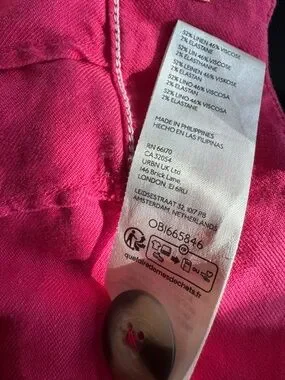 52% LINEN 46% VISCOSE
2% ELASTANE
52% LIN 46% VISCOSE
2% ELASTHANNE
52% LEINEN 46% VISKOSE
2% ELASTAN
52% LINO 46% VISCOSA
2% ELASTAN
52% LINO 46% VISCOSA
2% ELASTANE
MADE IN PHILIPPINES
HECHO EN LAS FILIPINAS
RN 66170
CA 32054
URBN UK Ltd
146 Brick Lane,
LONDON, E1 6RU
LEIDSESTRAAT 32, 1017 PB
AMSTERDAM, NETHERLANDS
OB1665846
quefairedemesdechets.fr